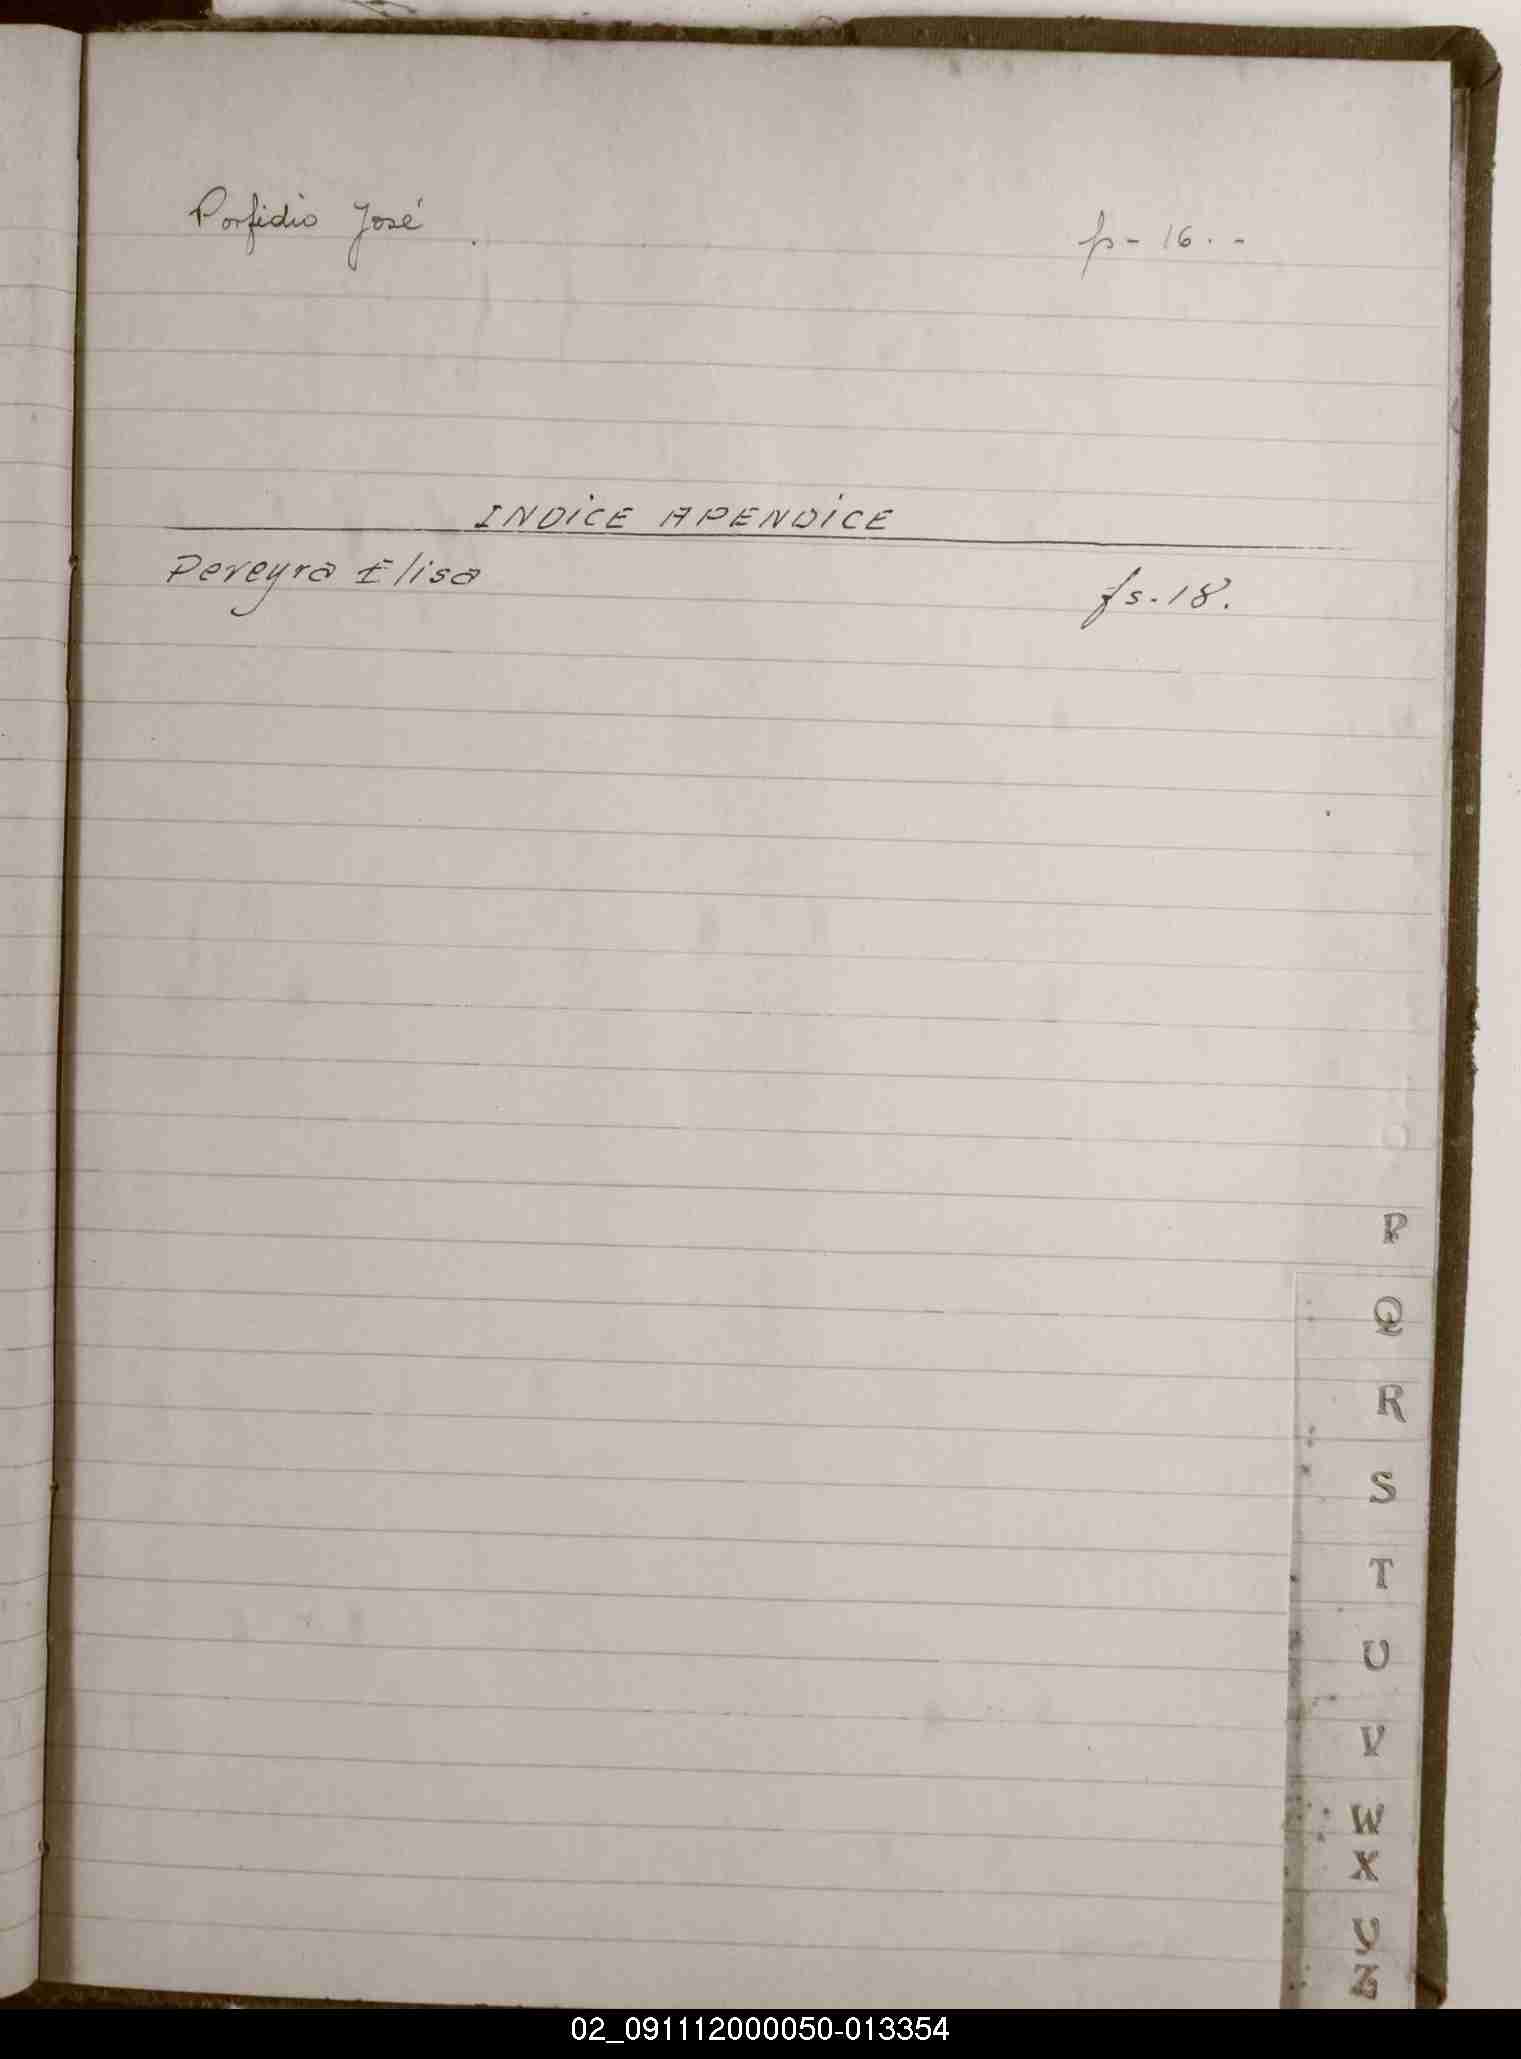 Porfidio José . fs - 16. -
INDICE APENDICE
Pereyra Elisa fs-18.
P
Q
R
S
T
U
V
W
X
Y
Z
02_091112000050-013354